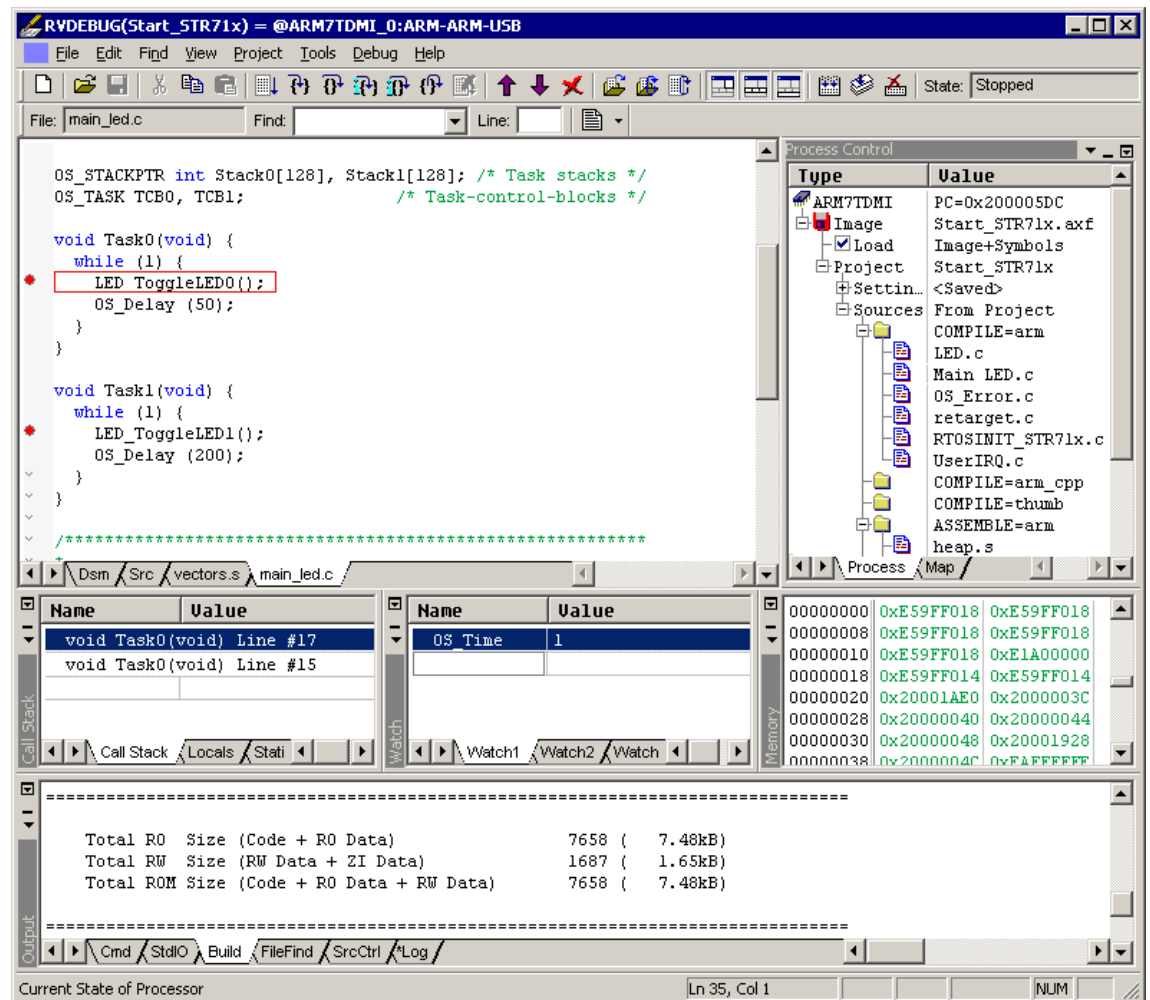 RVDEBUG(Start_STR71x) = @ARM7TDMI_0:ARM-ARM-USB
File Edit Find View Project Tools Debug Help
State: Stopped
File: main_led.c Find: Line:
OS_STACKPTR int Stack0[128], Stack1[128]; /* Task stacks */
OS_TASK TCB0, TCB1; /* Task-control-blocks */
void Task0(void) {
while (1) {
LED_ToggleLED0();
OS_Delay (50);
}
}
void Task1(void) {
while (1) {
LED_ToggleLED1();
OS_Delay (200);
}
}
/**********************************************************
*
Dsm Src vectors.s main_led.c
Process Control
Type Value
ARM7TDMI PC=0x200005DC
Image Start_STR71x.axf
Load Image+Symbols
Project Start_STR71x
Settin... <Saved>
Sources From Project
COMPILE=arm
LED.c
Main LED.c
OS_Error.c
retarget.c
RTOSINIT_STR71x.c
UserIRQ.c
COMPILE=arm_cpp
COMPILE=thumb
ASSEMBLE=arm
heap.s
Process Map
Call Stack
Name Value
void Task0(void) Line #17
void Task0(void) Line #15
Call Stack Locals Stati
Watch
Name Value
OS_Time 1
Watch1 Watch2 Watch
Memory
00000000 0xE59FF018 0xE59FF018
00000008 0xE59FF018 0xE59FF018
00000010 0xE59FF018 0xE1A00000
00000018 0xE59FF014 0xE59FF014
00000020 0x20001AE0 0x2000003C
00000028 0x20000040 0x20000044
00000030 0x20000048 0x20001928
00000038 0x2000004C 0xEAFFFFFE
Output
===============================================================================
Total RO Size (Code + RO Data) 7658 ( 7.48kB)
Total RW Size (RW Data + ZI Data) 1687 ( 1.65kB)
Total ROM Size (Code + RO Data + RW Data) 7658 ( 7.48kB)
===============================================================================
Cmd StdIO Build FileFind SrcCtrl *Log
Current State of Processor Ln 35, Col 1 NUM